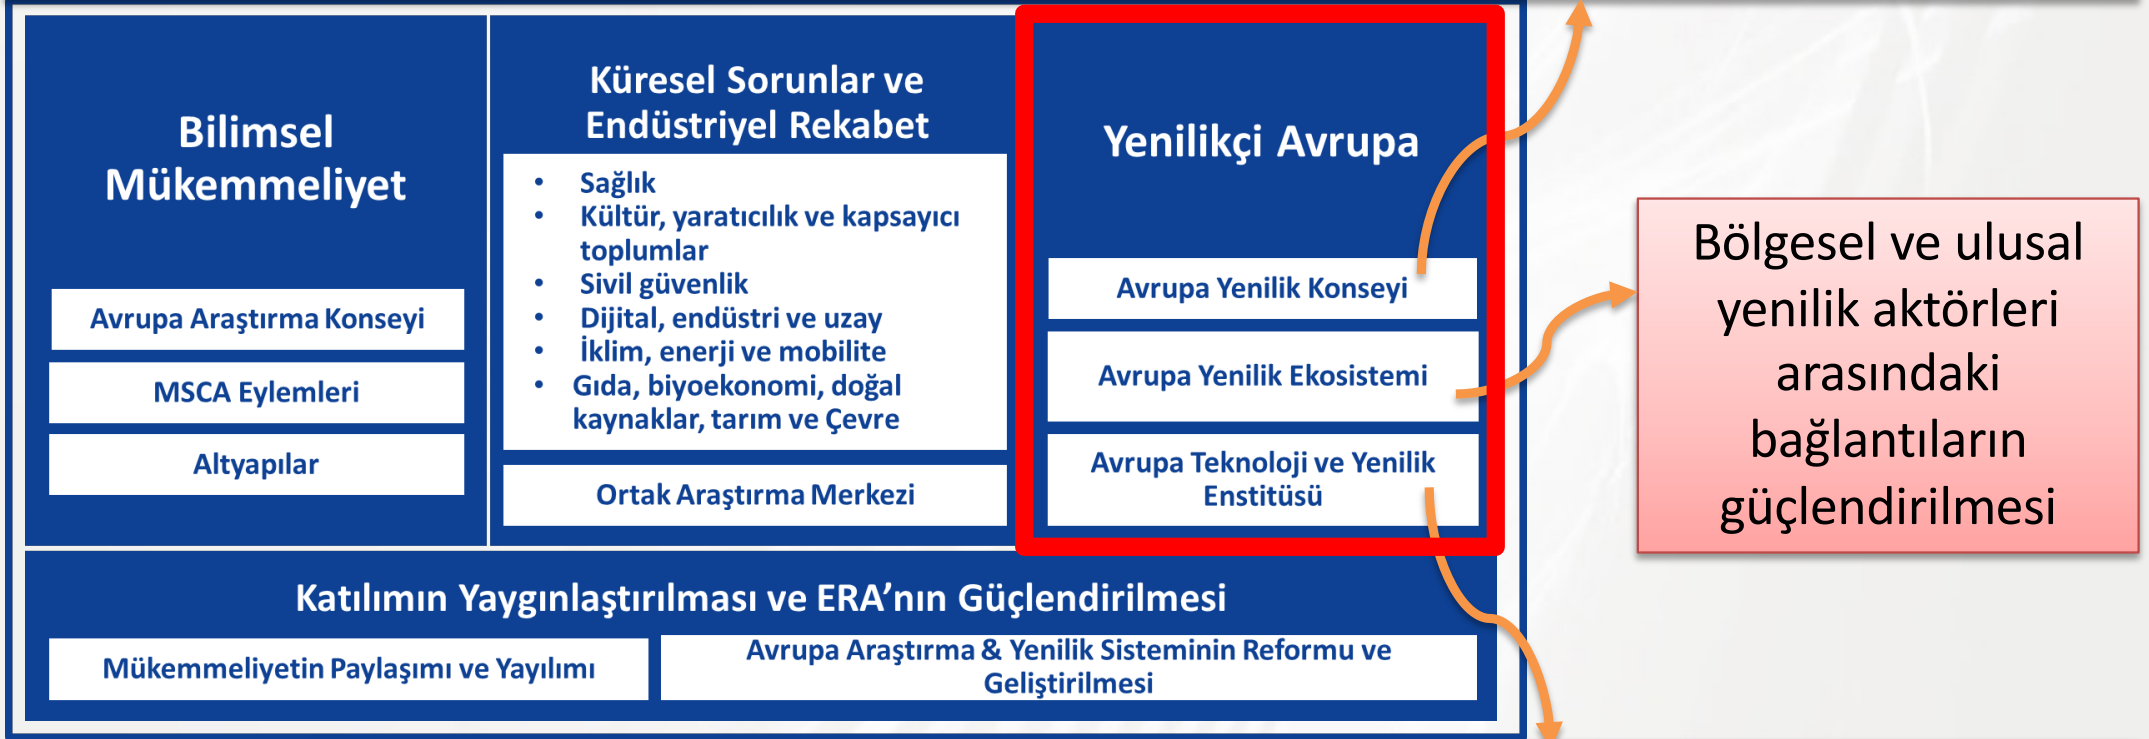 Bilimsel
Mükemmeliyet
Avrupa Araştırma Konseyi
MSCA Eylemleri
Altyapılar
Küresel Sorunlar ve
Endüstriyel Rekabet
• Sağlık
• Kültür, yaratıcılık ve kapsayıcı
toplumlar
• Sivil güvenlik
• Dijital, endüstri ve uzay
• İklim, enerji ve mobilite
• Gıda, biyoekonomi, doğal
kaynaklar, tarım ve Çevre
Ortak Araştırma Merkezi
Yenilikçi Avrupa
Avrupa Yenilik Konseyi
Avrupa Yenilik Ekosistemi
Avrupa Teknoloji ve Yenilik
Enstitüsü
Bölgesel ve ulusal
yenilik aktörleri
arasındaki
bağlantıların
güçlendirilmesi
Katılımın Yaygınlaştırılması ve ERA’nın Güçlendirilmesi
Mükemmeliyetin Paylaşımı ve Yayılımı
Avrupa Araştırma & Yenilik Sisteminin Reformu ve
Geliştirilmesi